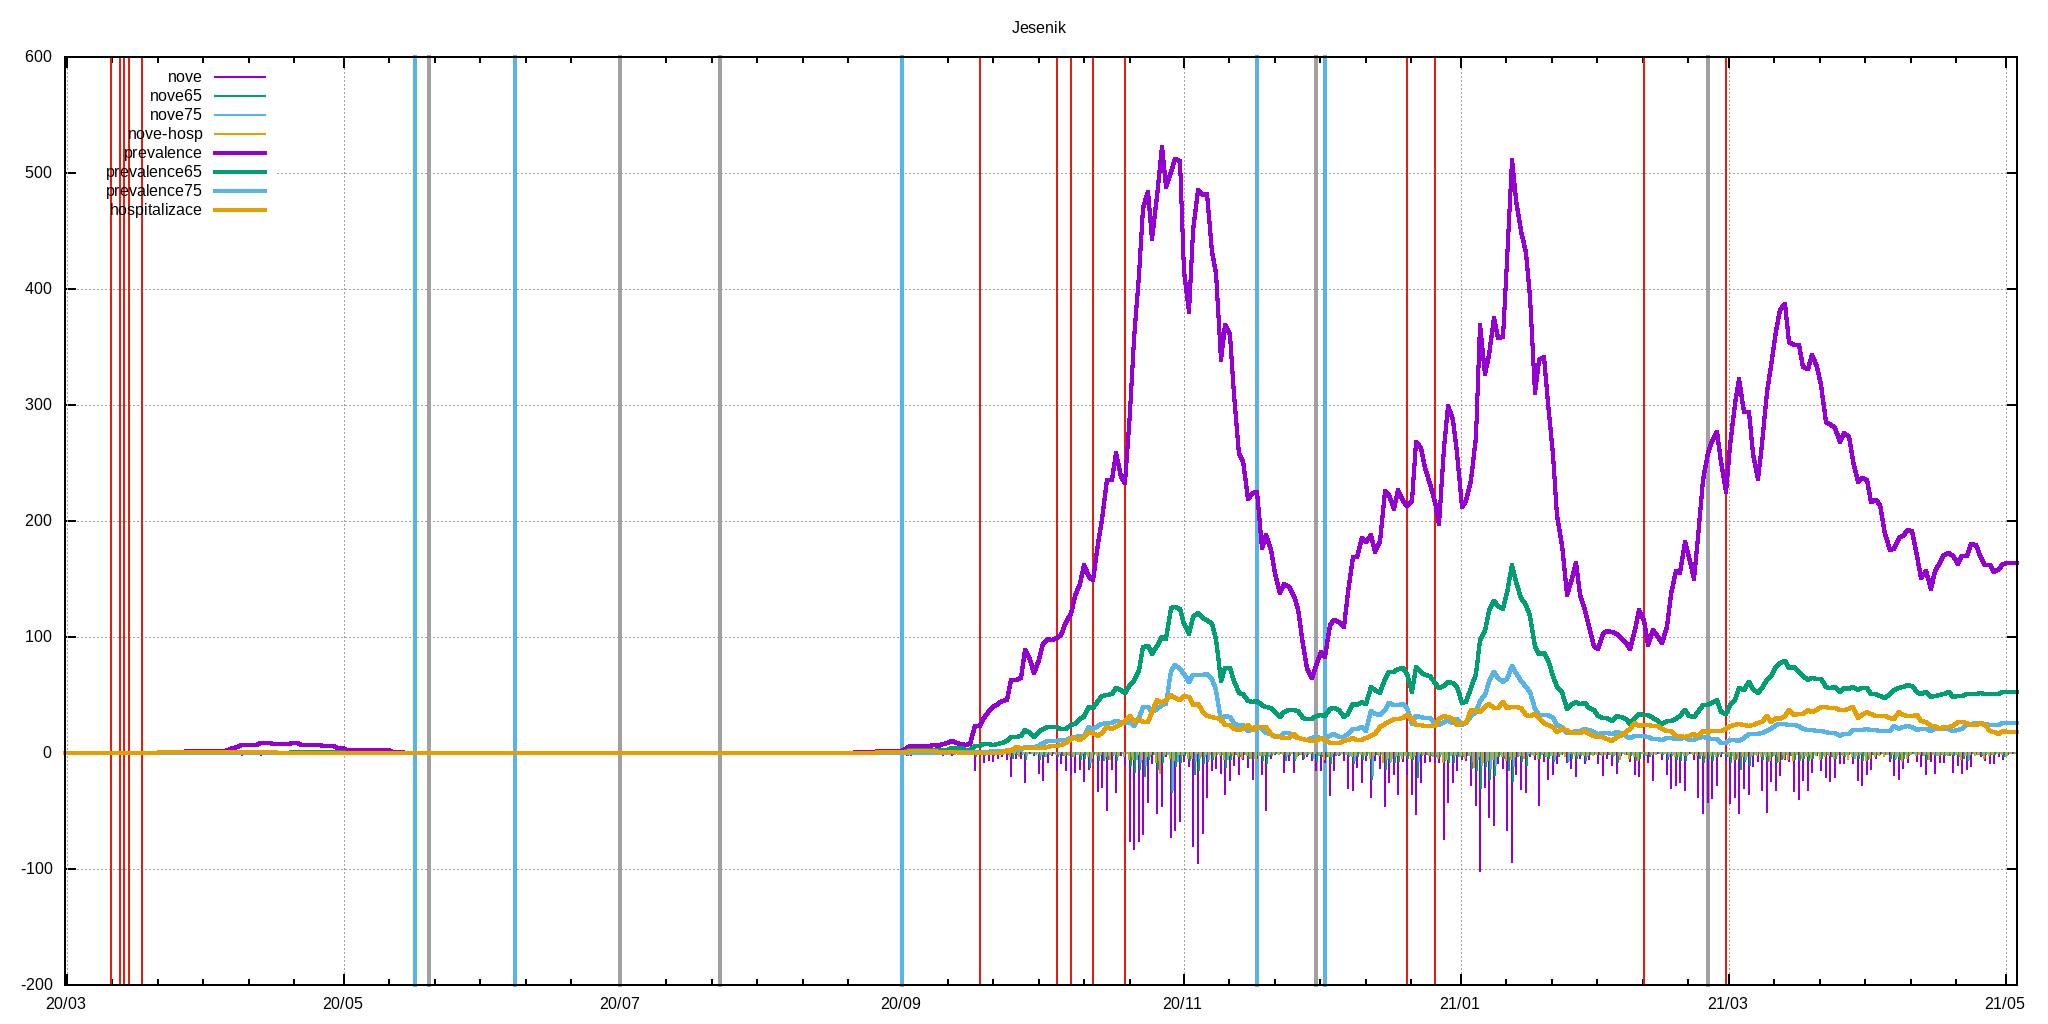 Jesenik
600
500
400
300
200
100
0
-100
-200
nove
nove65
nove75
nove-hosp
prevalence
prevalence65
prevalence75
hospitalizace
20/03 20/05 20/07 20/09 20/11 21/01 21/03 21/05